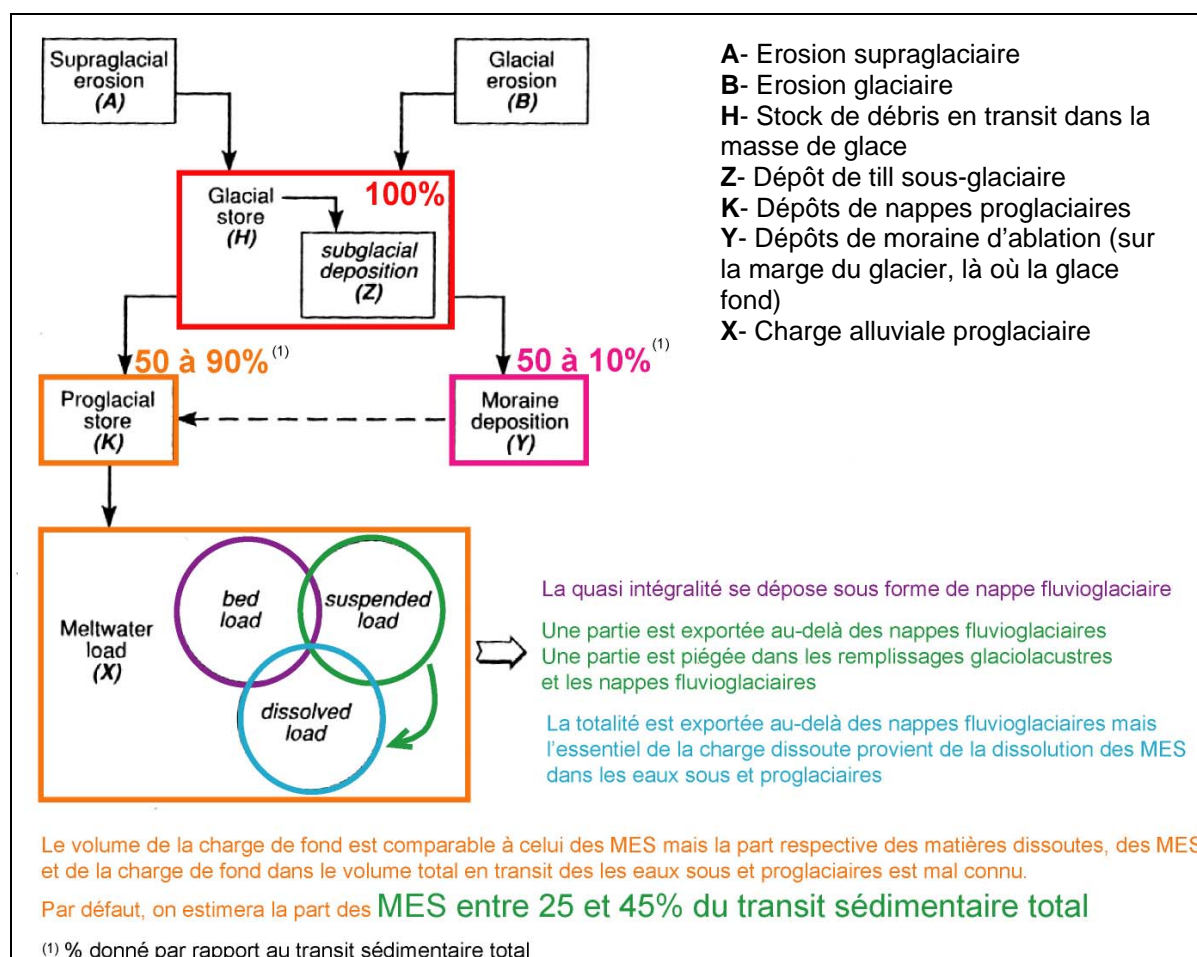 Supraglacial
erosion
(A)
Glacial
erosion
(B)
Glacial
store
(H)
100%
subglacial
deposition
(Z)
50 à 90% (1)
50 à 10% (1)
Proglacial
store
(K)
Moraine
deposition
(Y)
Meltwater
load
(X)
bed
load
suspended
load
dissolved
load
A- Erosion supraglaciaire
B- Erosion glaciaire
H- Stock de débris en transit dans la
masse de glace
Z- Dépôt de till sous-glaciaire
K- Dépôts de nappes proglaciaires
Y- Dépôts de moraine d'ablation (sur
la marge du glacier, là où la glace
fond)
X- Charge alluviale proglaciaire
La quasi intégralité se dépose sous forme de nappe fluvioglaciaire
Une partie est exportée au-delà des nappes fluvioglaciaires
Une partie est piégée dans les remplissages glaciolacustres
et les nappes fluvioglaciaires
La totalité est exportée au-delà des nappes fluvioglaciaires mais
l'essentiel de la charge dissoute provient de la dissolution des MES
dans les eaux sous et proglaciaires
Le volume de la charge de fond est comparable à celui des MES mais la part respective des matières dissoutes, des MES
et de la charge de fond dans le volume total en transit des les eaux sous et proglaciaires est mal connu.
Par défaut, on estimera la part des MES entre 25 et 45% du transit sédimentaire total
(1) % donné par rapport au transit sédimentaire total